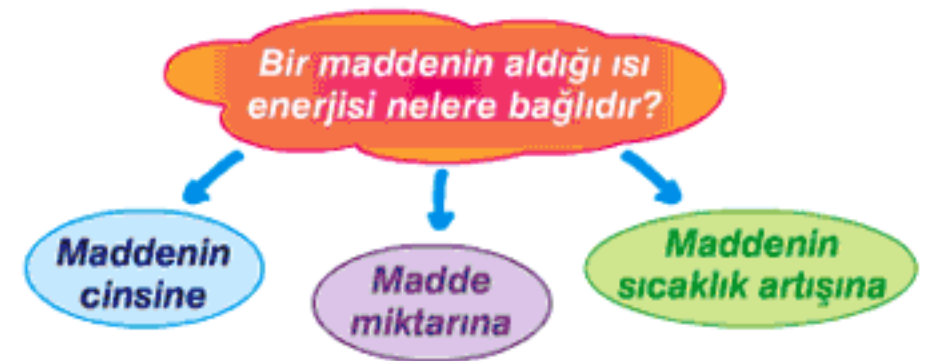 Bir maddenin aldığı ısı
enerjisi nelere bağlıdır?
Maddenin
cinsine
Madde
miktarına
Maddenin
sıcaklık artışına